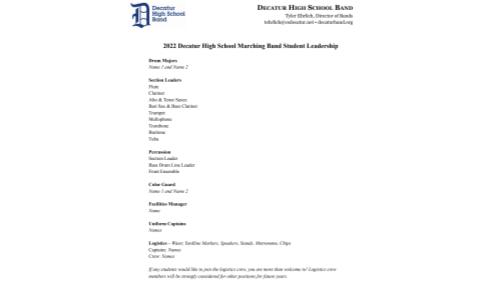 Decatur
High School
Band
DECATUR HIGH SCHOOL BAND
Tyler Ehrlich, Director of Bands
tehrlich@csdecatur.net • decaturband.org
2022 Decatur High School Marching Band Student Leadership
Drum Majors
Name 1 and Name 2
Section Leaders
Flute
Clarinet
Alto & Tenor Saxes
Bari Sax & Bass Clarinet
Trumpet
Mellophone
Trombone
Baritone
Tuba
Percussion
Section Leader
Bass Drum Line Leader
Front Ensemble
Color Guard
Name 1 and Name 2
Facilities Manager
Name
Uniform Captains
Names
Logistics – Water, Yardline Markers, Speakers, Stands, Metronome, Chips
Captains: Names
Crew: Names
If any students would like to join the logistics crew, you are more than welcome to! Logistics crew
members will be strongly considered for other positions for future years.